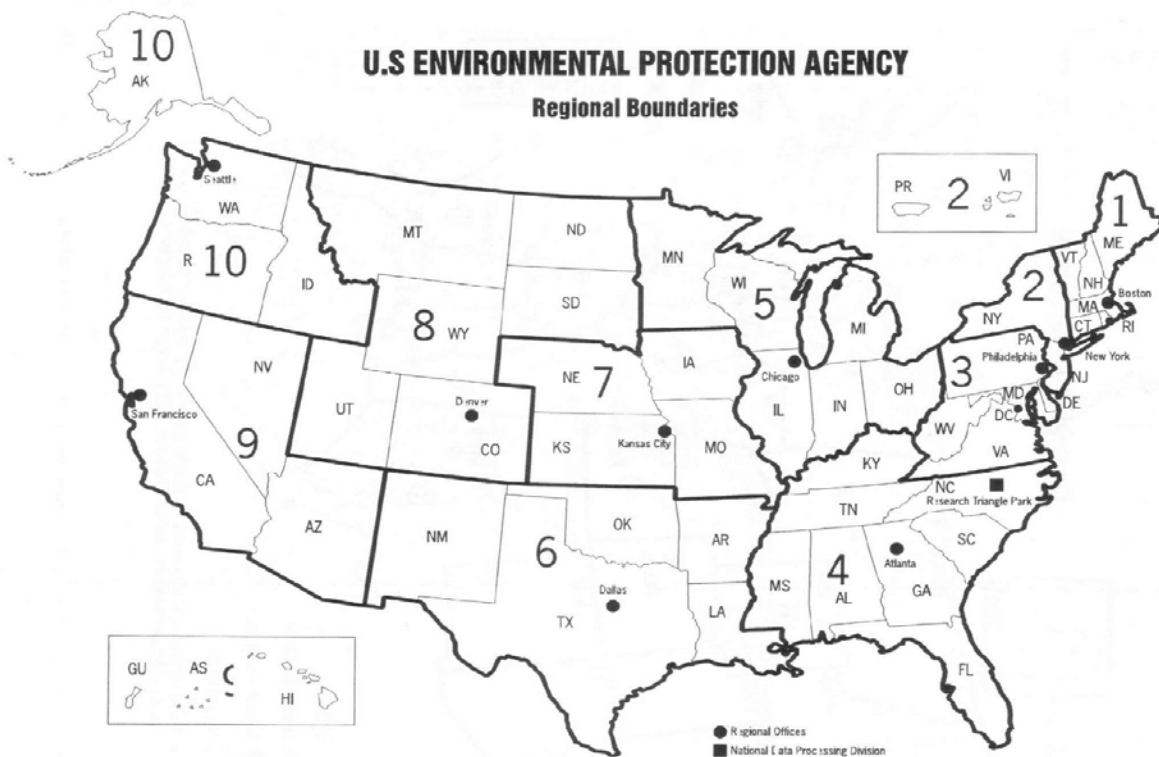 10
AK
U.S ENVIRONMENTAL PROTECTION AGENCY
Regional Boundaries
PR
2
VI
Seattle
WA
R
10
ID
MT
ND
SD
8
WY
MN
WI
5
MI
1
ME
VT
NH
2
NY
MA
Boston
CT
RI
New York
PA
Philadelphia
3
NJ
MD
DE
DC
WV
VA
NV
UT
Denver
CO
San Francisco
9
CA
AZ
NE
7
IA
KS
Kansas City
MO
Chicago
IL
IN
OH
KY
NC
Research Triangle Park
TN
SC
NM
6
OK
AR
Dallas
TX
LA
MS
4
AL
Atlanta
GA
FL
GU
AS
9
HI
Regional Offices
National Data Processing Division